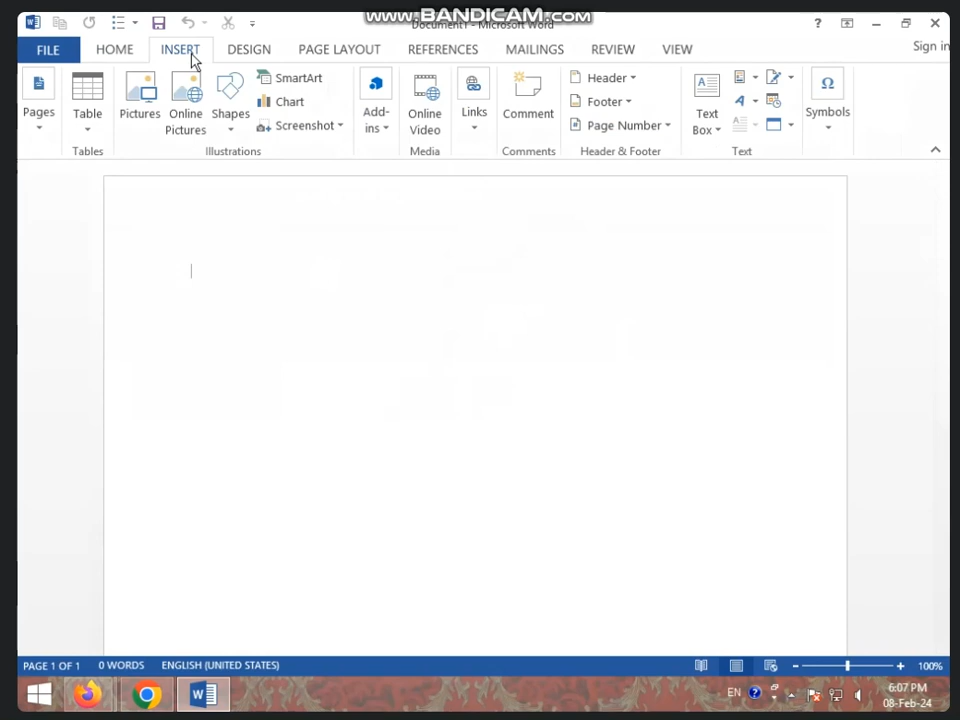 www.BANDICAM.com
Document1 - Microsoft Word
FILE HOME INSERT DESIGN PAGE LAYOUT REFERENCES MAILINGS REVIEW VIEW Sign in
Pages
Table
Pictures
Online Pictures
Shapes
SmartArt
Chart
Screenshot
Add-ins
Online Video
Links
Comment
Header
Footer
Page Number
Text Box
Symbols
Tables Illustrations Media Comments Header & Footer Text
PAGE 1 OF 1 0 WORDS ENGLISH (UNITED STATES) 100%
EN 6:07 PM
08-Feb-24